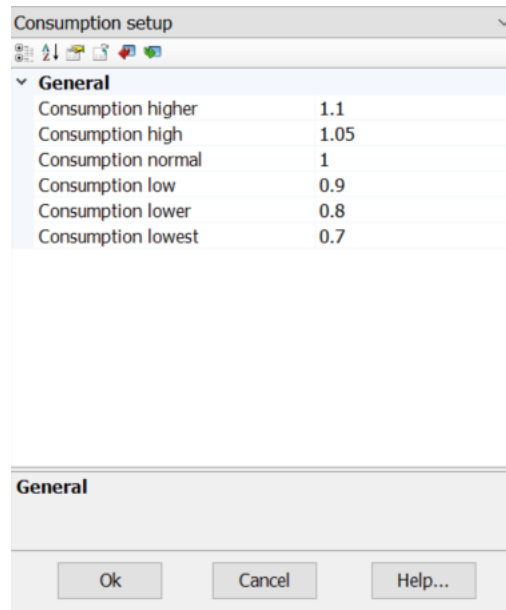 Consumption setup
General
Consumption higher 1.1
Consumption high 1.05
Consumption normal 1
Consumption low 0.9
Consumption lower 0.8
Consumption lowest 0.7
General
Ok Cancel Help...